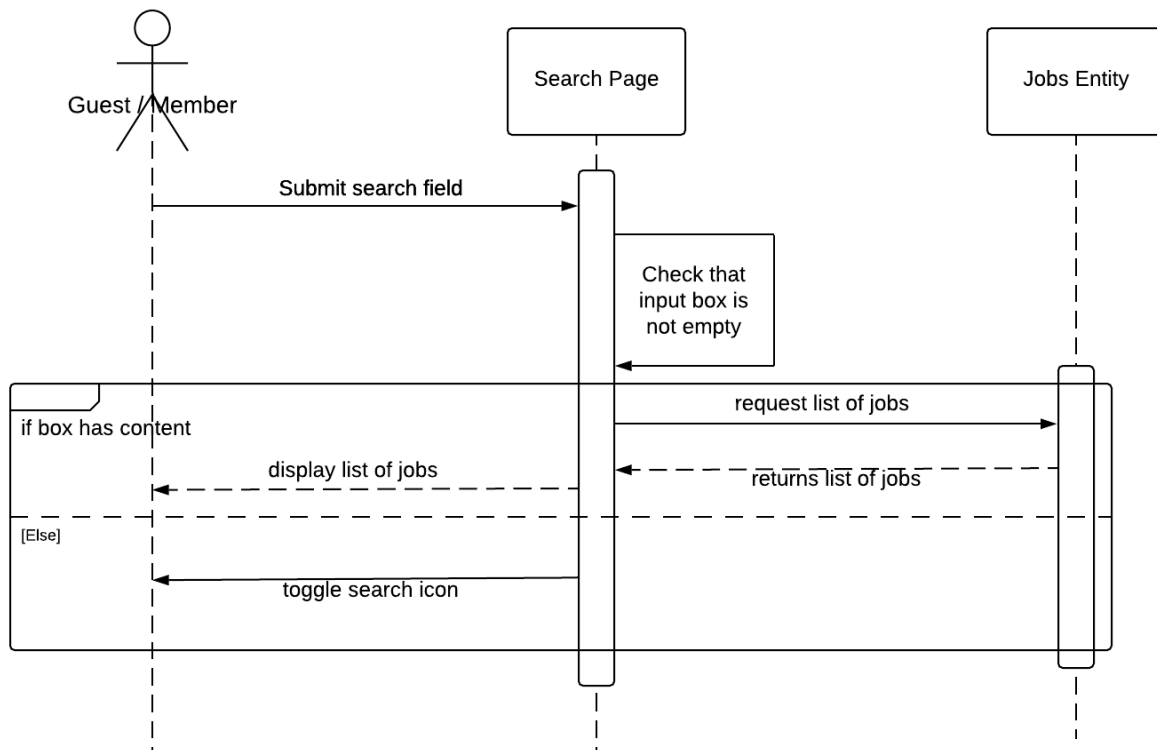 Guest / Member
Search Page
Jobs Entity
Submit search field
Check that
input box is
not empty
request list of jobs
if box has content
display list of jobs
returns list of jobs
[Else]
toggle search icon